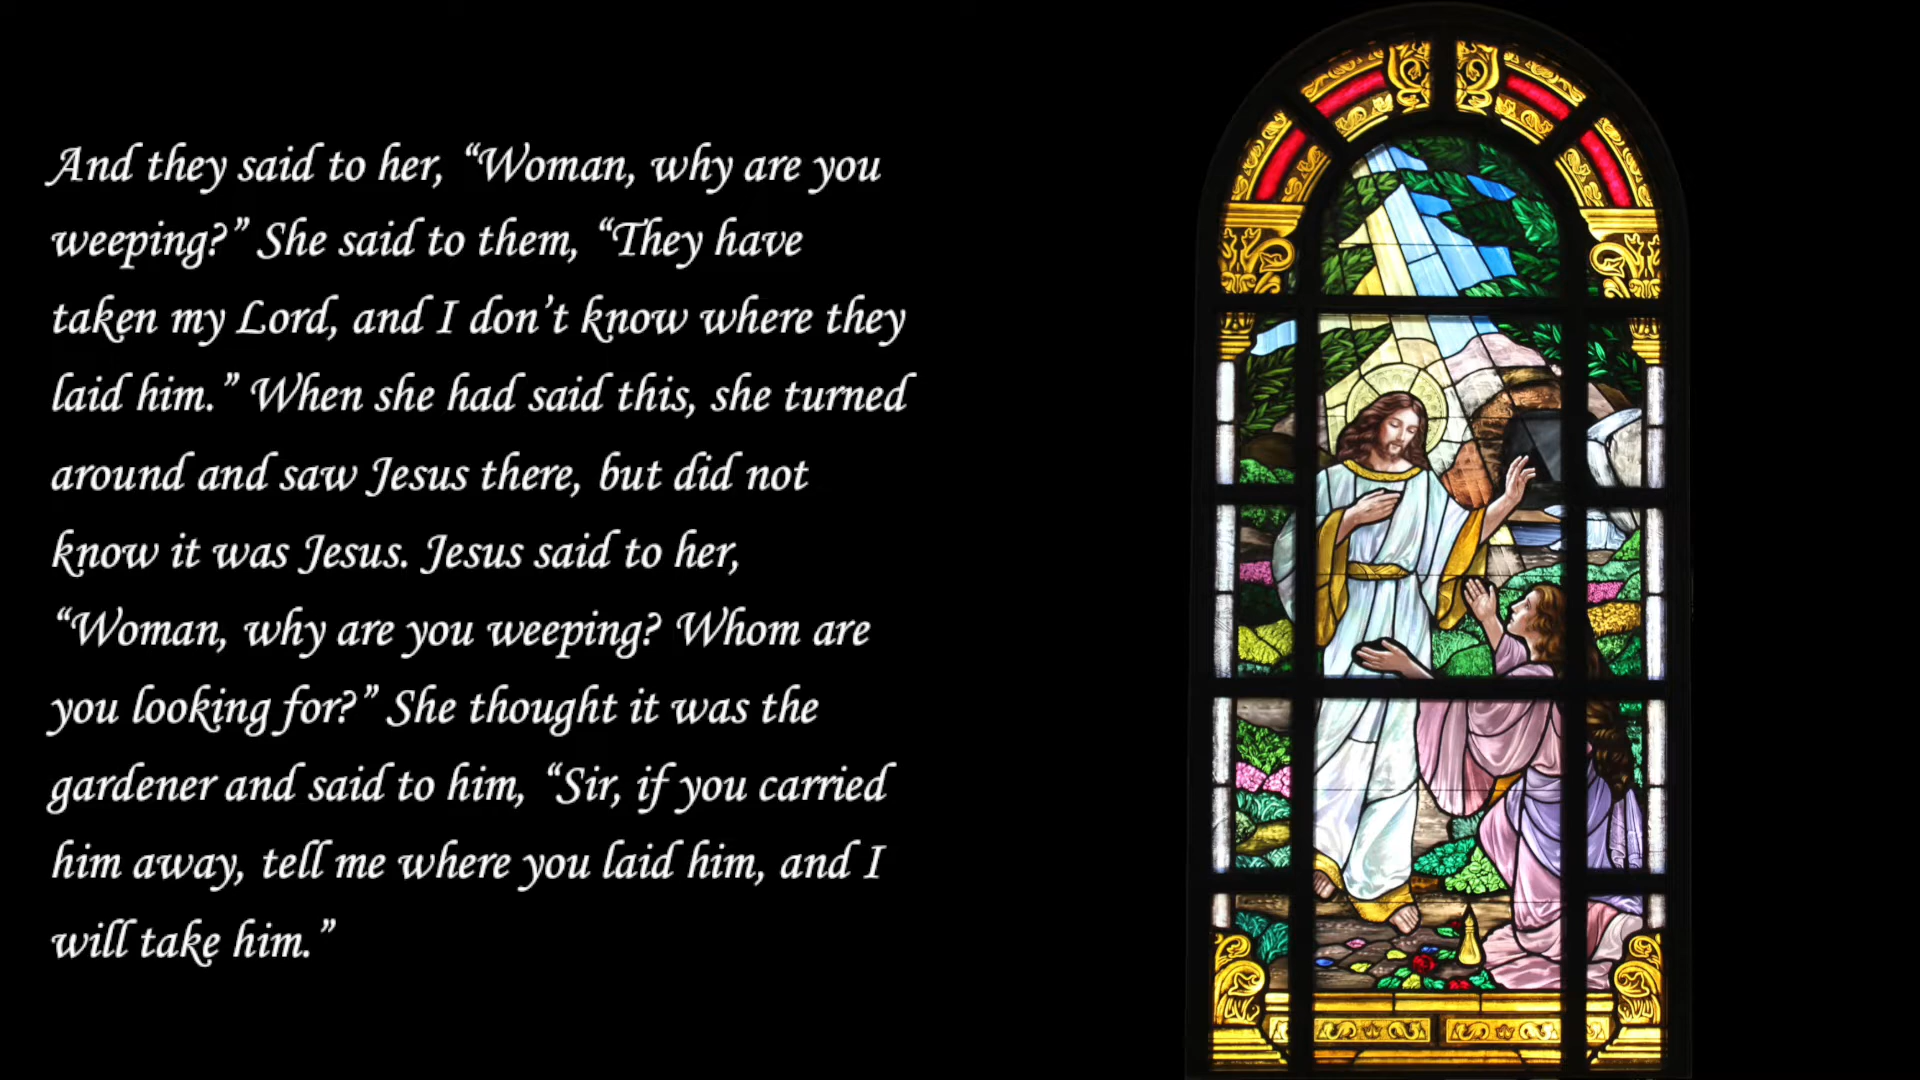 And they said to her, “Woman, why are you
weeping?” She said to them, “They have
taken my Lord, and I don’t know where they
laid him.” When she had said this, she turned
around and saw Jesus there, but did not
know it was Jesus. Jesus said to her,
“Woman, why are you weeping? Whom are
you looking for?” She thought it was the
gardener and said to him, “Sir, if you carried
him away, tell me where you laid him, and I
will take him.”